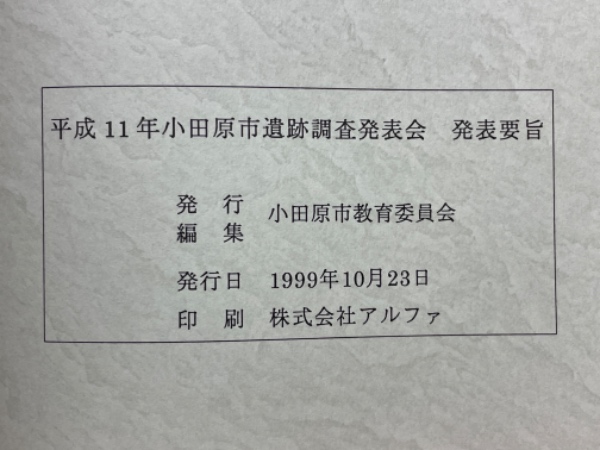 平成11年小田原市遺跡調査発表会　発表要旨
発　行
編　集　小田原市教育委員会
発行日　1999年10月23日
印　刷　株式会社アルファ